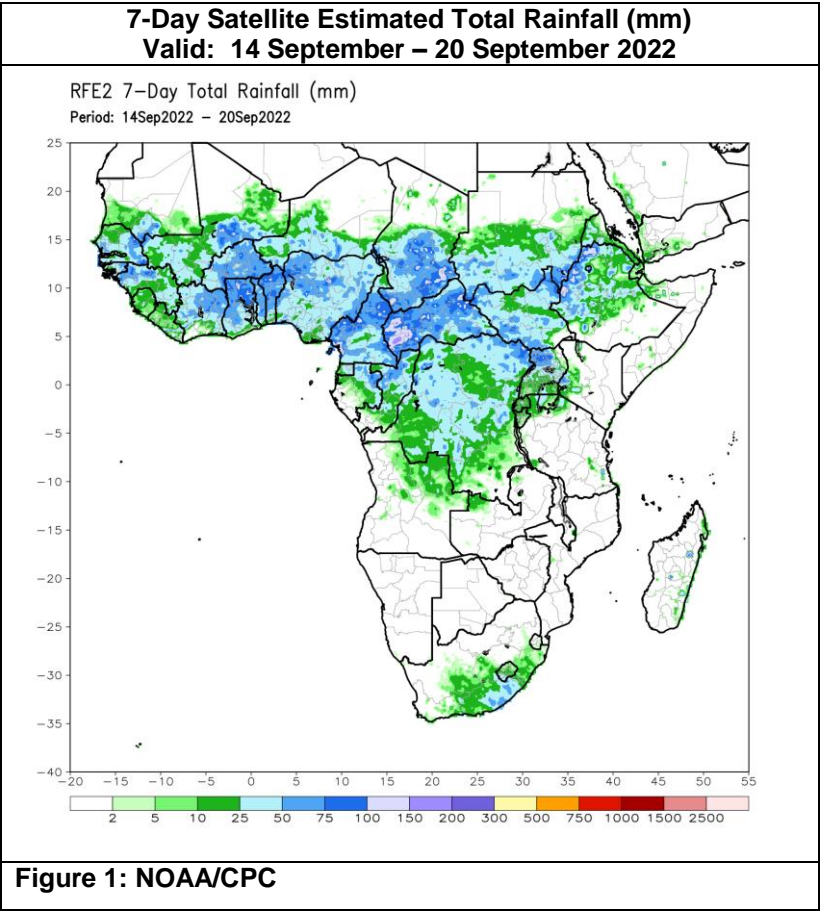 7-Day Satellite Estimated Total Rainfall (mm)
Valid:  14 September – 20 September 2022
RFE2 7-Day Total Rainfall (mm)
Period: 14Sep2022 – 20Sep2022
25
20
15
10
5
0
−5
−10
−15
−20
−25
−30
−35
−40
−20 −15 −10 −5 0 5 10 15 20 25 30 35 40 45 50 55
2 5 10 25 50 75 100 150 200 300 500 750 1000 1500 2500
Figure 1: NOAA/CPC